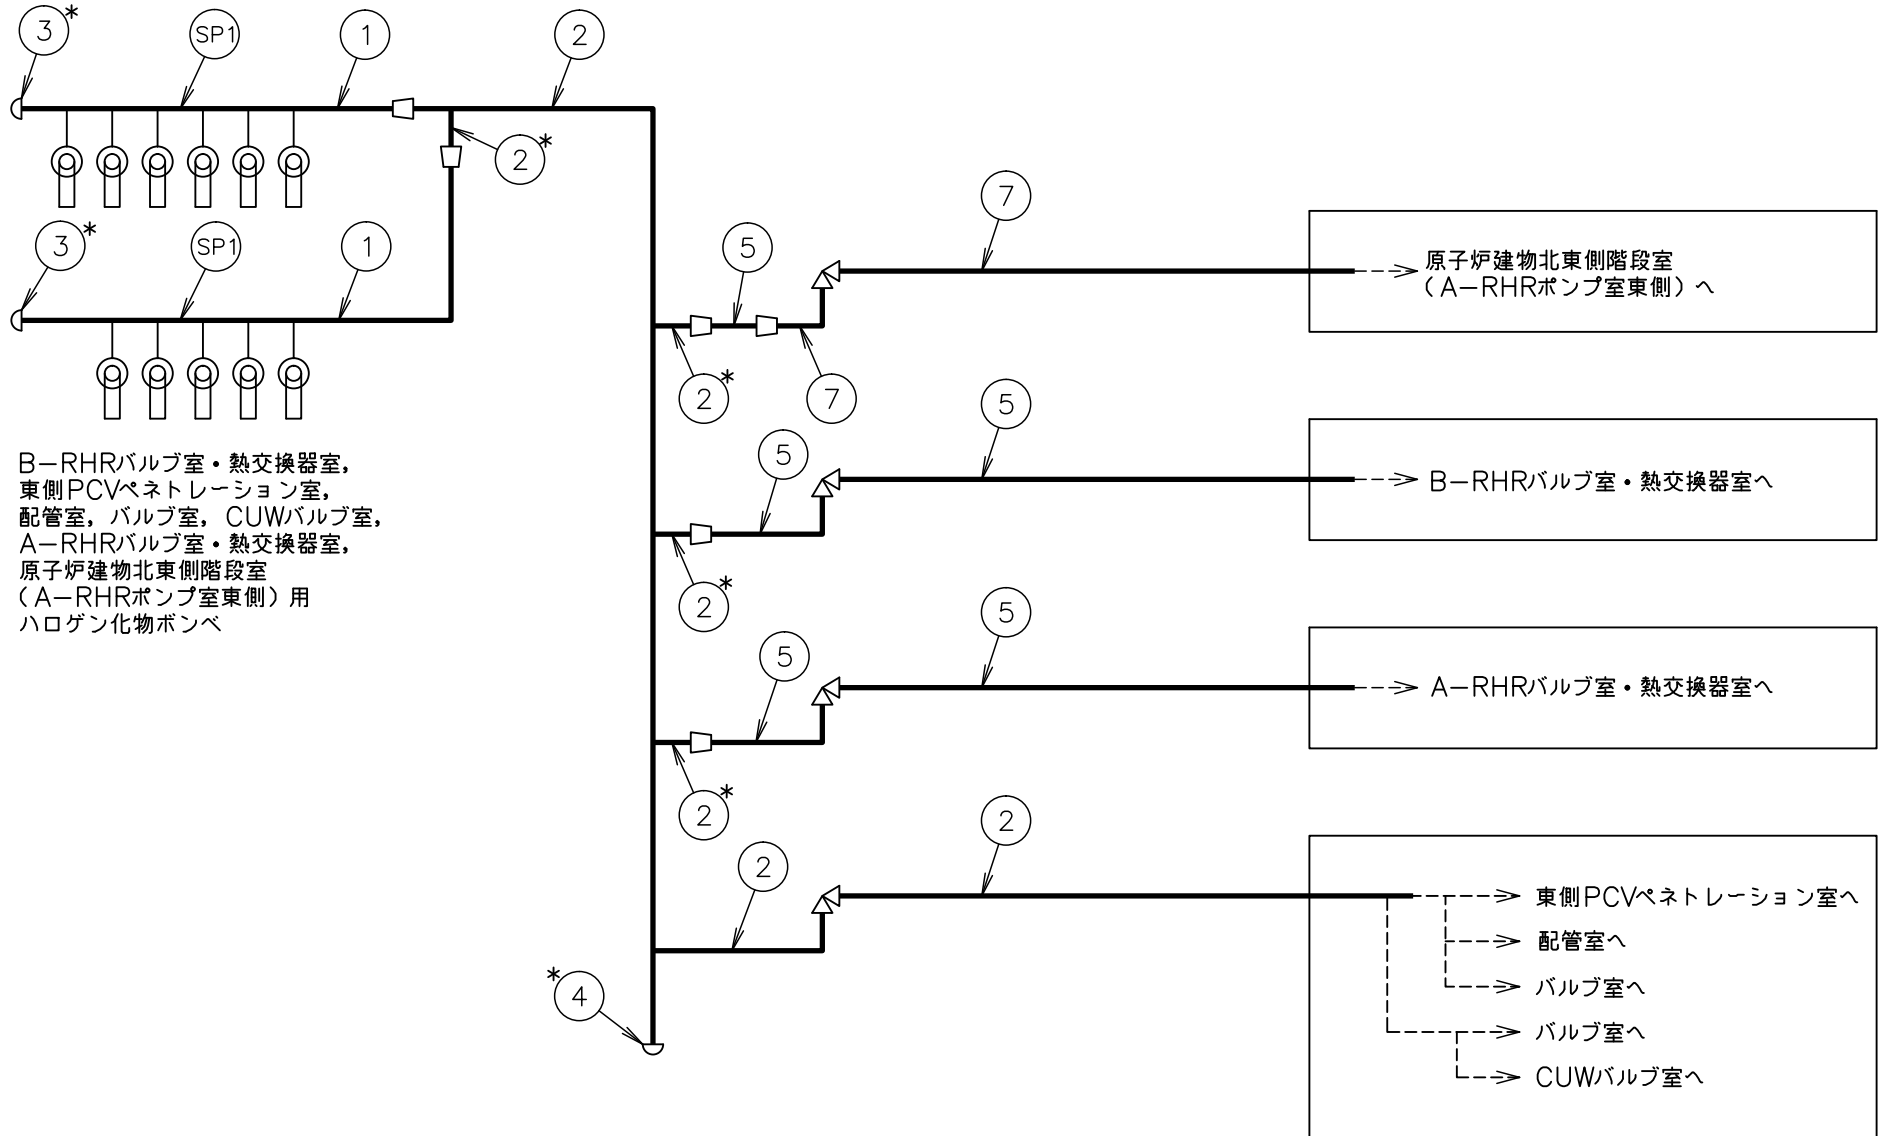 3*
SP1
1
2
2*
3*
SP1
1
7
5
原子炉建物北東側階段室
（A－RHRポンプ室東側）へ
2*
7
5
5
B－RHRバルブ室・熱交換器室へ
B－RHRバルブ室・熱交換器室，
東側PCVペネトレーション室，
配管室，バルブ室，CUWバルブ室，
A－RHRバルブ室・熱交換器室，
原子炉建物北東側階段室
（A－RHRポンプ室東側）用
ハロゲン化物ボンベ
2*
5
5
A－RHRバルブ室・熱交換器室へ
2*
2
2
東側PCVペネトレーション室へ
配管室へ
バルブ室へ
バルブ室へ
CUWバルブ室へ
*4